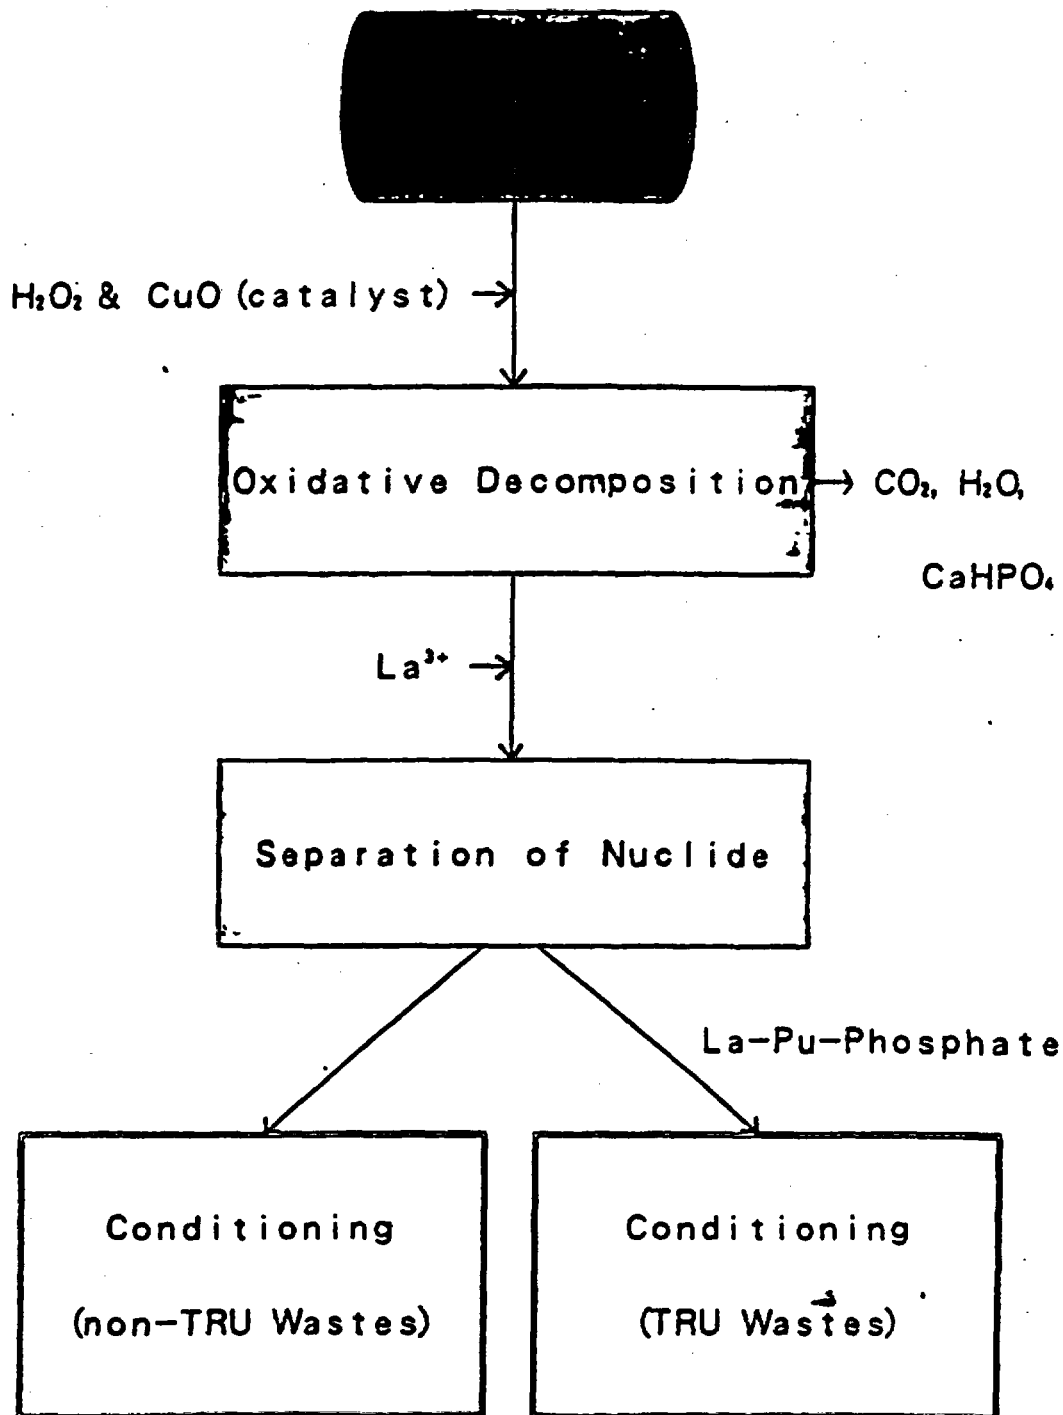 H₂O₂ & CuO (catalyst)
Oxidative Decomposition
CO₂, H₂O,
CaHPO₄
La³⁺
Separation of Nuclide
La-Pu-Phosphate
Conditioning
(non-TRU Wastes)
Conditioning
(TRU Wastes)